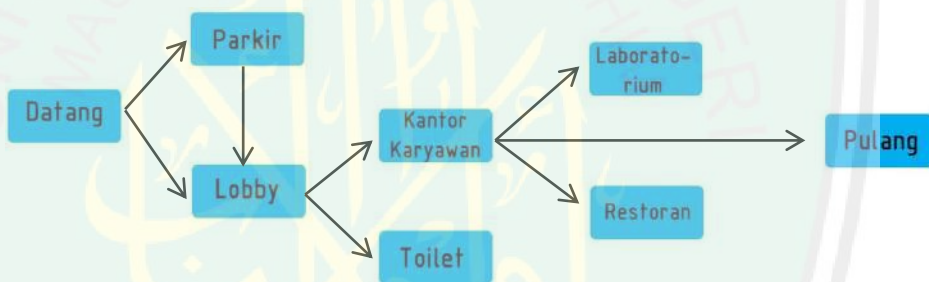 Parkir
Datang
Lobby
Kantor
Karyawan
Toilet
Laborato-
rium
Restoran
Pulang